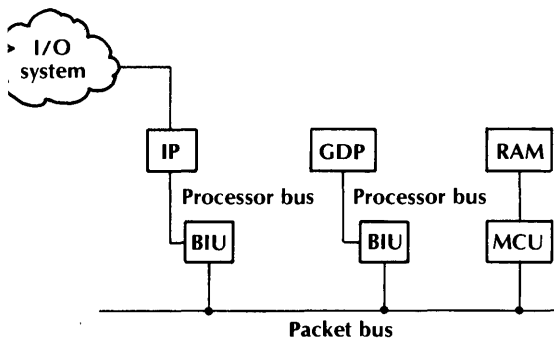 I/O
system
IP
GDP
RAM
Processor bus
Processor bus
BIU
BIU
MCU
Packet bus